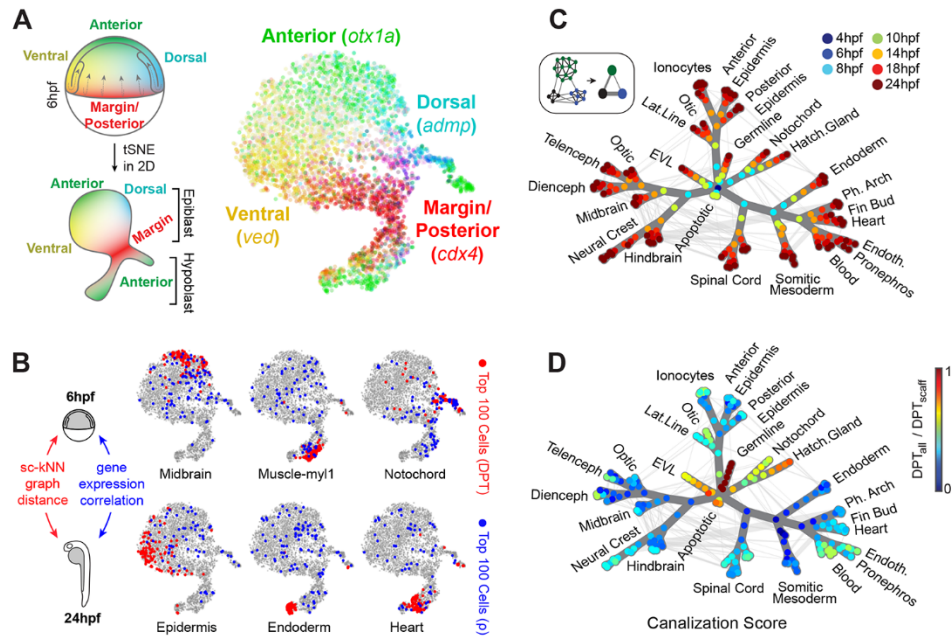 A
Anterior
Ventral
Dorsal
6hpf
Margin/
Posterior
tSNE
in 2D
Anterior
Dorsal
Ventral
Margin
Anterior
Epiblast
Hypoblast
Anterior (otx1a)
Dorsal
(admp)
Ventral
(ved)
Margin/
Posterior
(cdx4)
B
6hpf
sc-kNN
graph
distance
gene
expression
correlation
24hpf
Midbrain
Muscle-myl1
Notochord
Epidermis
Endoderm
Heart
Top 100 Cells (DPT)
Top 100 Cells (ρ)
C
4hpf
6hpf
8hpf
10hpf
14hpf
18hpf
24hpf
Ionocytes
Anterior
Epidermis
Posterior
Epidermis
Otic
Lat.Line
Germline
Notochord
Hatch.Gland
EVL
Optic
Telenceph
Dienceph
Midbrain
Neural Crest
Hindbrain
Apoptotic
Endoderm
Ph. Arch
Fin Bud
Heart
Endoth.
Pronephros
Blood
Somitic
Mesoderm
Spinal Cord
D
Ionocytes
Anterior
Epidermis
Posterior
Epidermis
Otic
Lat.Line
Germline
Notochord
Hatch.Gland
EVL
Optic
Telenceph
Dienceph
Midbrain
Neural Crest
Hindbrain
Apoptotic
Endoderm
Ph. Arch
Fin Bud
Heart
Endoth.
Pronephros
Blood
Somitic
Mesoderm
Spinal Cord
Canalization Score
1
0
DPTall / DPTscaff